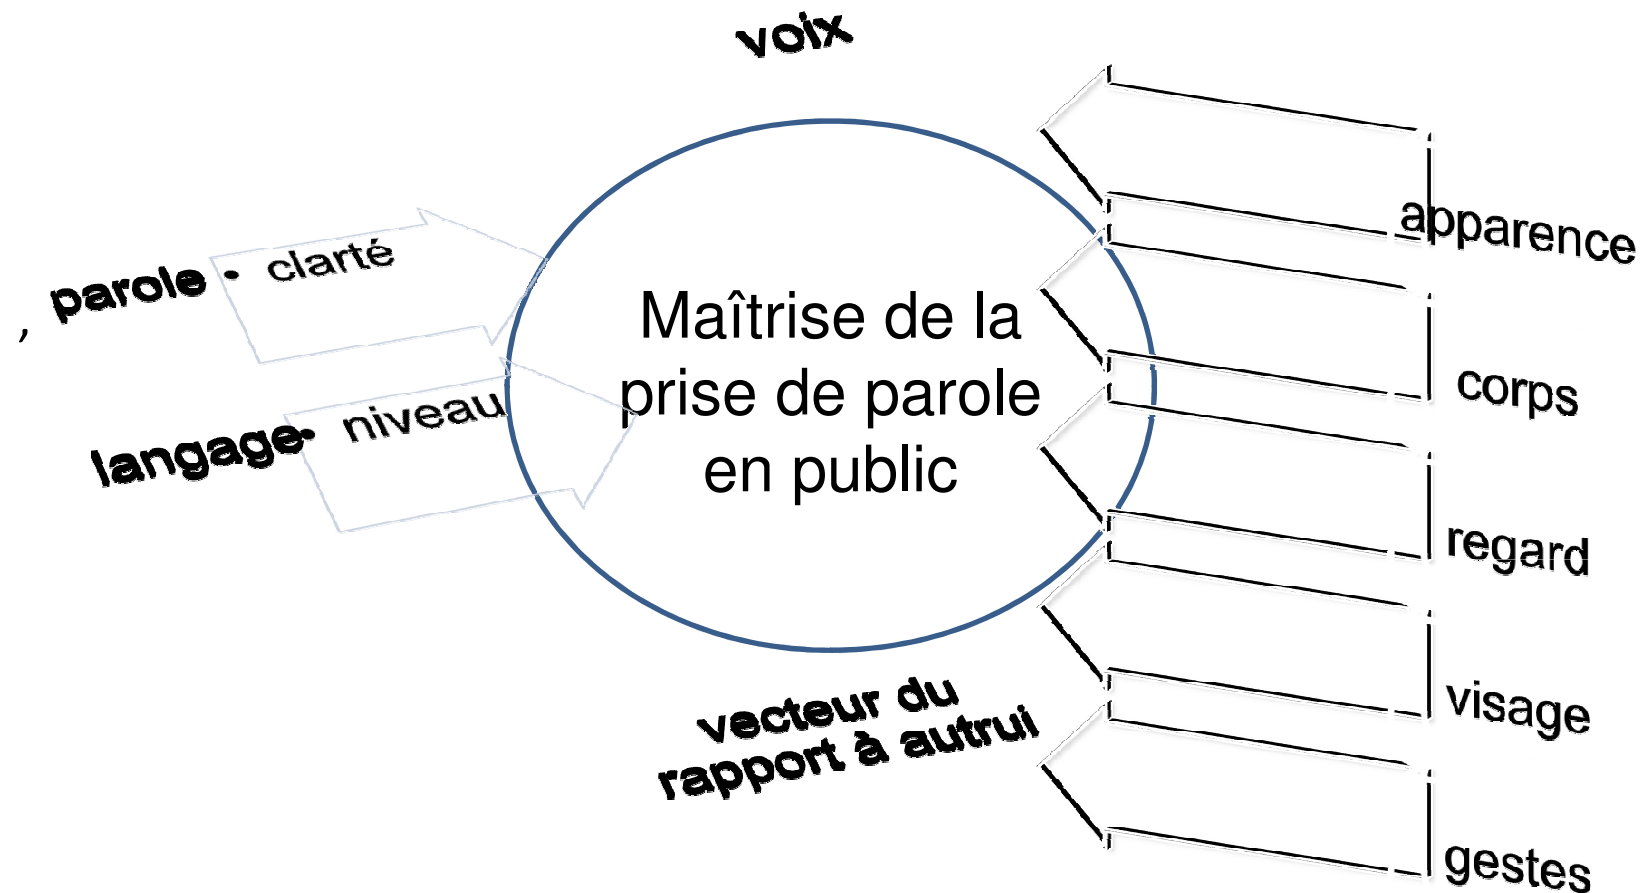 voix
apparence
, parole • clarté
Maîtrise de la
prise de parole
en public
langage • niveau
corps
regard
visage
vecteur du
rapport à autrui
gestes